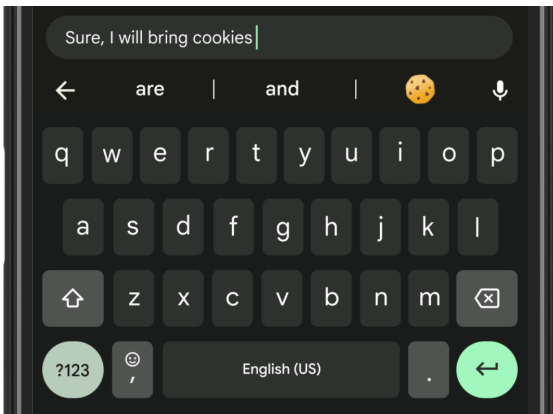 Sure, I will bring cookies
are | and |
q w e r t y u i o p
a s d f g h j k l
z x c v b n m
?123 , English (US) .